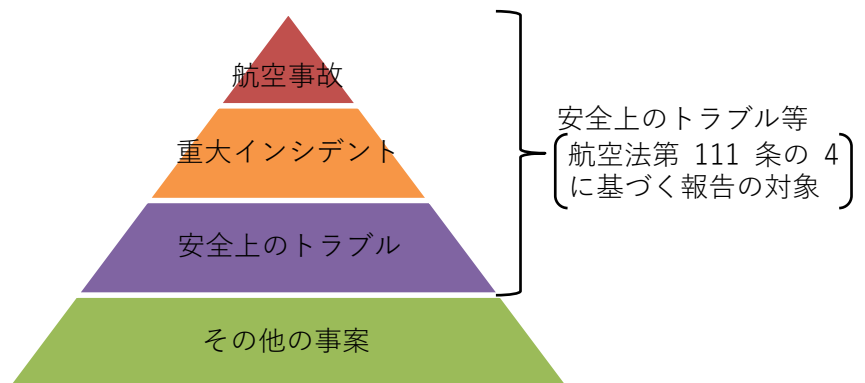 航空事故
重大インシデント
安全上のトラブル
その他の事案
安全上のトラブル等
航空法第 111 条の 4
に基づく報告の対象